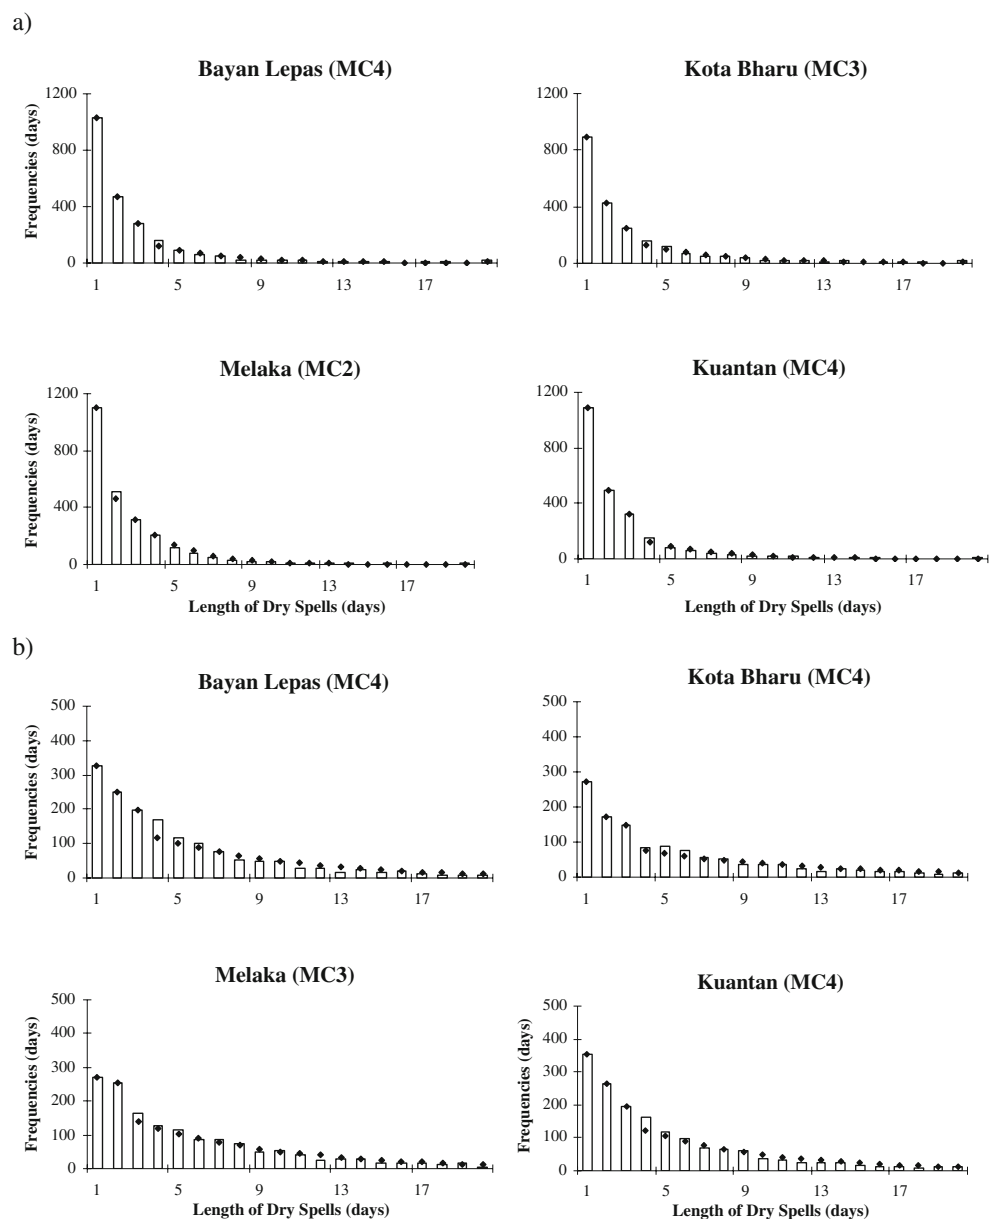 a)
Bayan Lepas (MC4)
Frequencies (days)
1200
800
400
0
1 5 9 13 17
Kota Bharu (MC3)
1200
800
400
0
1 5 9 13 17
Melaka (MC2)
Frequencies (days)
1200
800
400
0
1 5 9 13 17
Length of Dry Spells (days)
Kuantan (MC4)
1200
800
400
0
1 5 9 13 17
Length of Dry Spells (days)
b)
Bayan Lepas (MC4)
Frequencies (days)
500
400
300
200
100
0
1 5 9 13 17
Kota Bharu (MC4)
500
400
300
200
100
0
1 5 9 13 17
Melaka (MC3)
Frequencies (days)
500
400
300
200
100
0
1 5 9 13 17
Length of Dry Spells (days)
Kuantan (MC4)
Frequencies (days)
500
400
300
200
100
0
1 5 9 13 17
Length of Dry Spells (days)